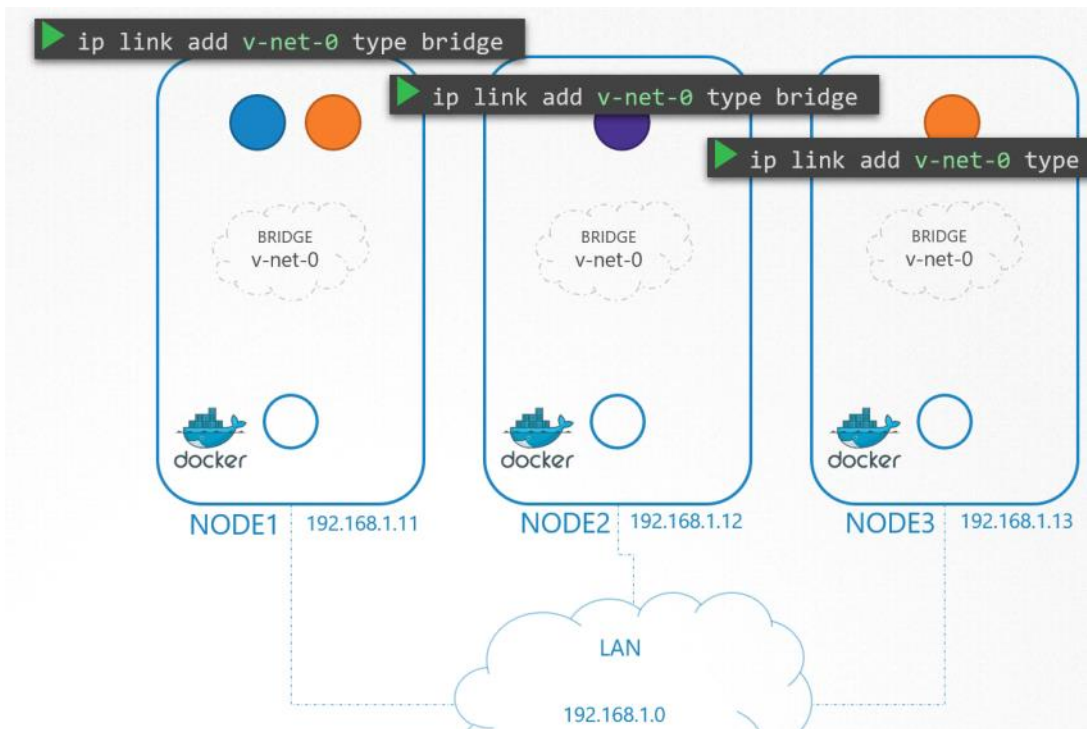 ip link add v-net-0 type bridge
ip link add v-net-0 type bridge
ip link add v-net-0 type
BRIDGE
v-net-0
BRIDGE
v-net-0
BRIDGE
v-net-0
docker
docker
docker
NODE1 192.168.1.11
NODE2 192.168.1.12
NODE3 192.168.1.13
LAN
192.168.1.0